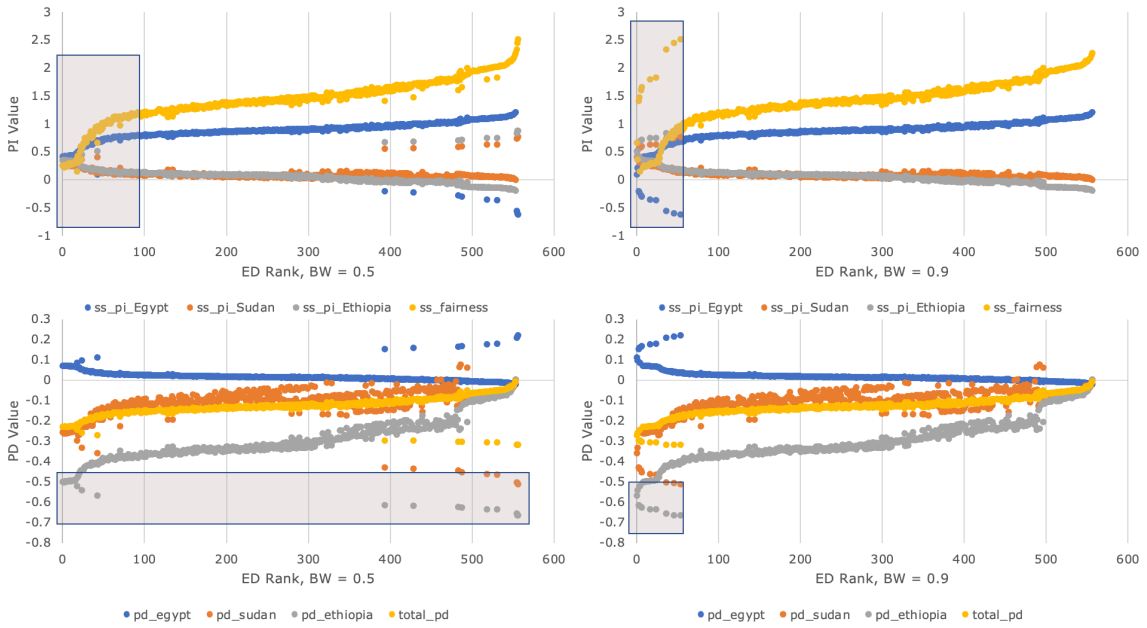 3
2.5
2
1.5
1
0.5
0
-0.5
-1
PI Value
0 100 200 300 400 500 600
ED Rank, BW = 0.5
ss_pi_Egypt ss_pi_Sudan ss_pi_Ethiopia ss_fairness
3
2.5
2
1.5
1
0.5
0
-0.5
-1
PI Value
0 100 200 300 400 500 600
ED Rank, BW = 0.9
ss_pi_Egypt ss_pi_Sudan ss_pi_Ethiopia ss_fairness
0.3
0.2
0.1
0
-0.1
-0.2
-0.3
-0.4
-0.5
-0.6
-0.7
-0.8
PD Value
0 100 200 300 400 500 600
ED Rank, BW = 0.5
pd_egypt pd_sudan pd_ethiopia total_pd
0.3
0.2
0.1
0
-0.1
-0.2
-0.3
-0.4
-0.5
-0.6
-0.7
-0.8
PD Value
0 100 200 300 400 500 600
ED Rank, BW = 0.9
pd_egypt pd_sudan pd_ethiopia total_pd